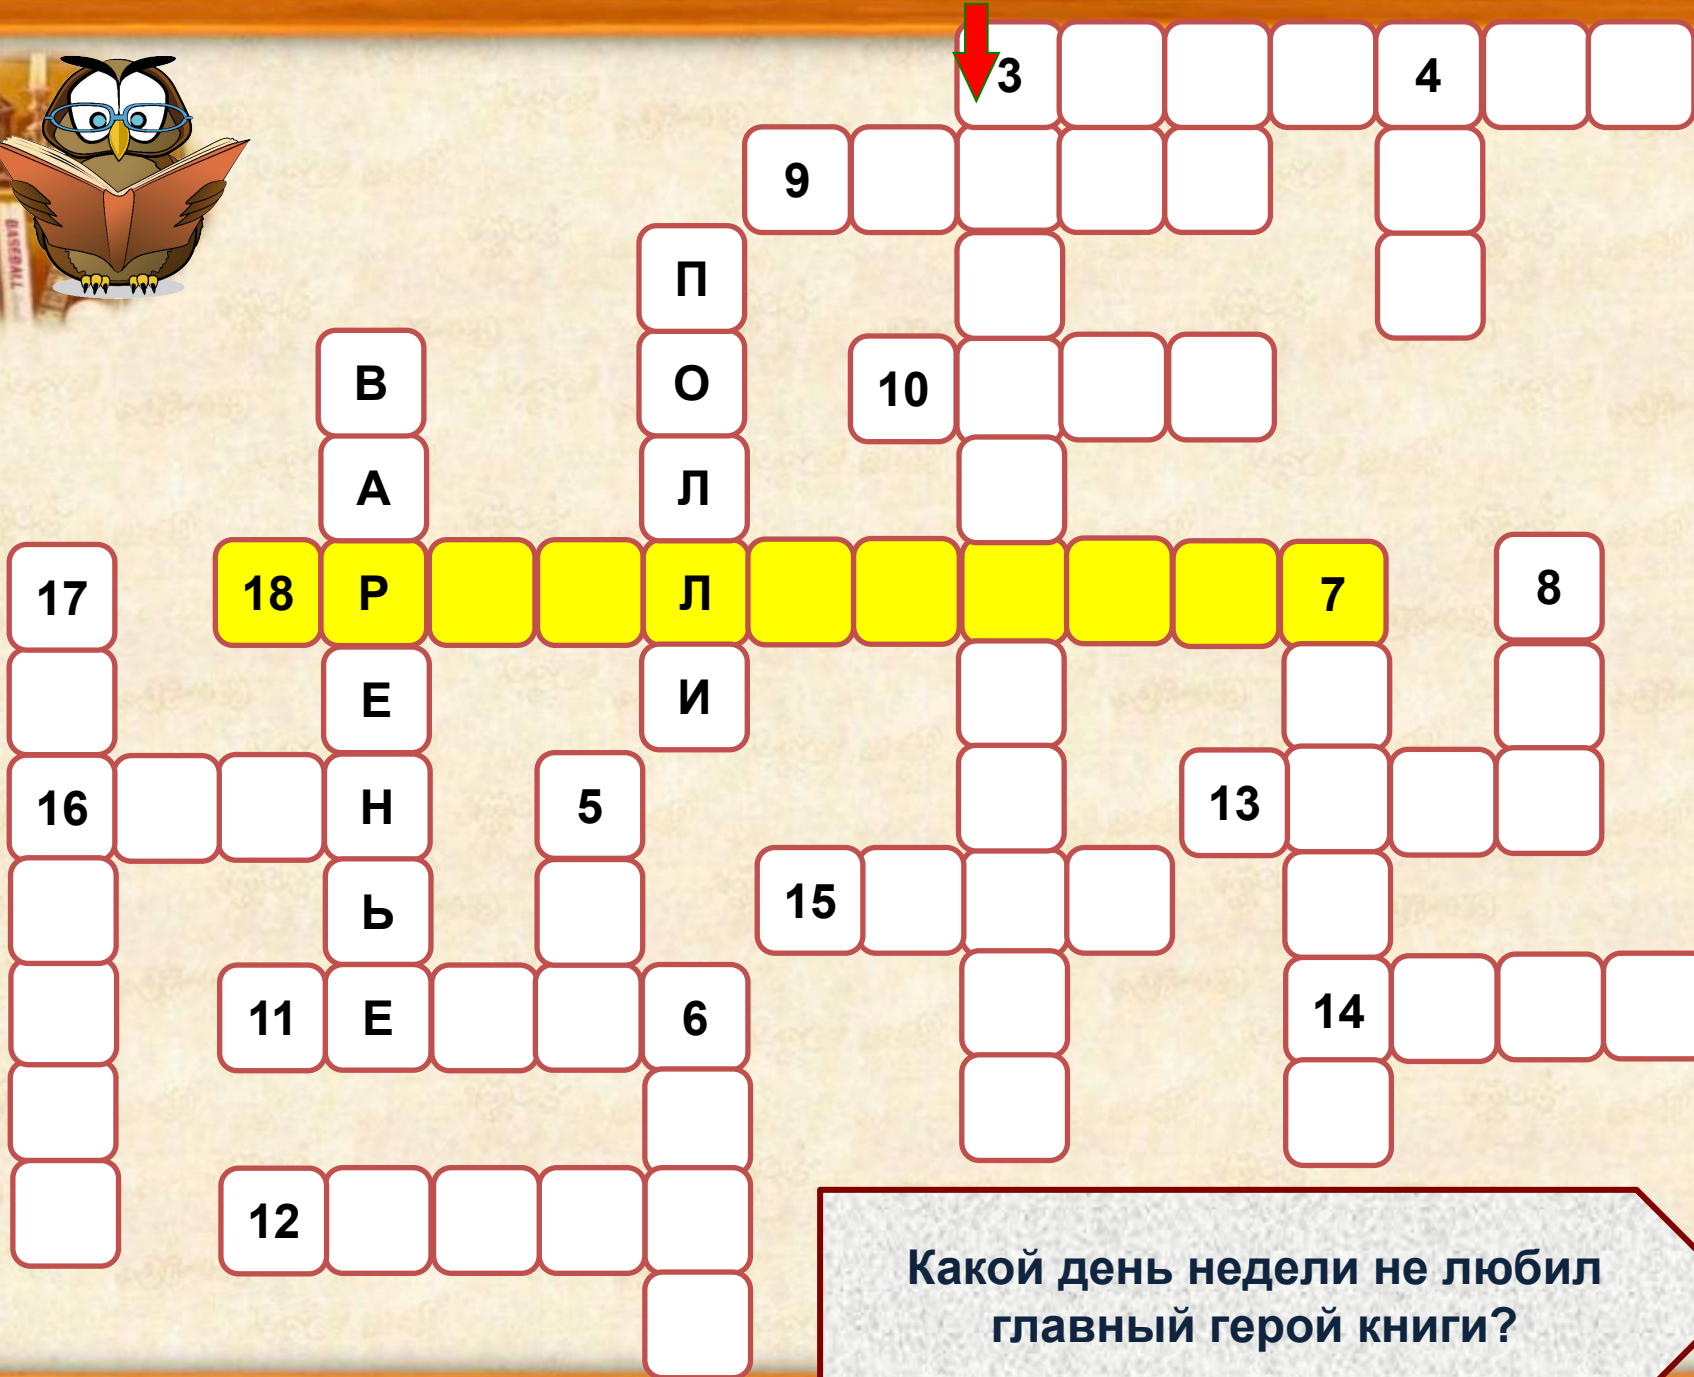 3 4
9
П
В О 10
А Л
17 18 Р Л 7 8
Е И
16 Н 5 13
Ь 15
11 Е 6 14
12
BASEBALL
Какой день недели не любил
главный герой книги?